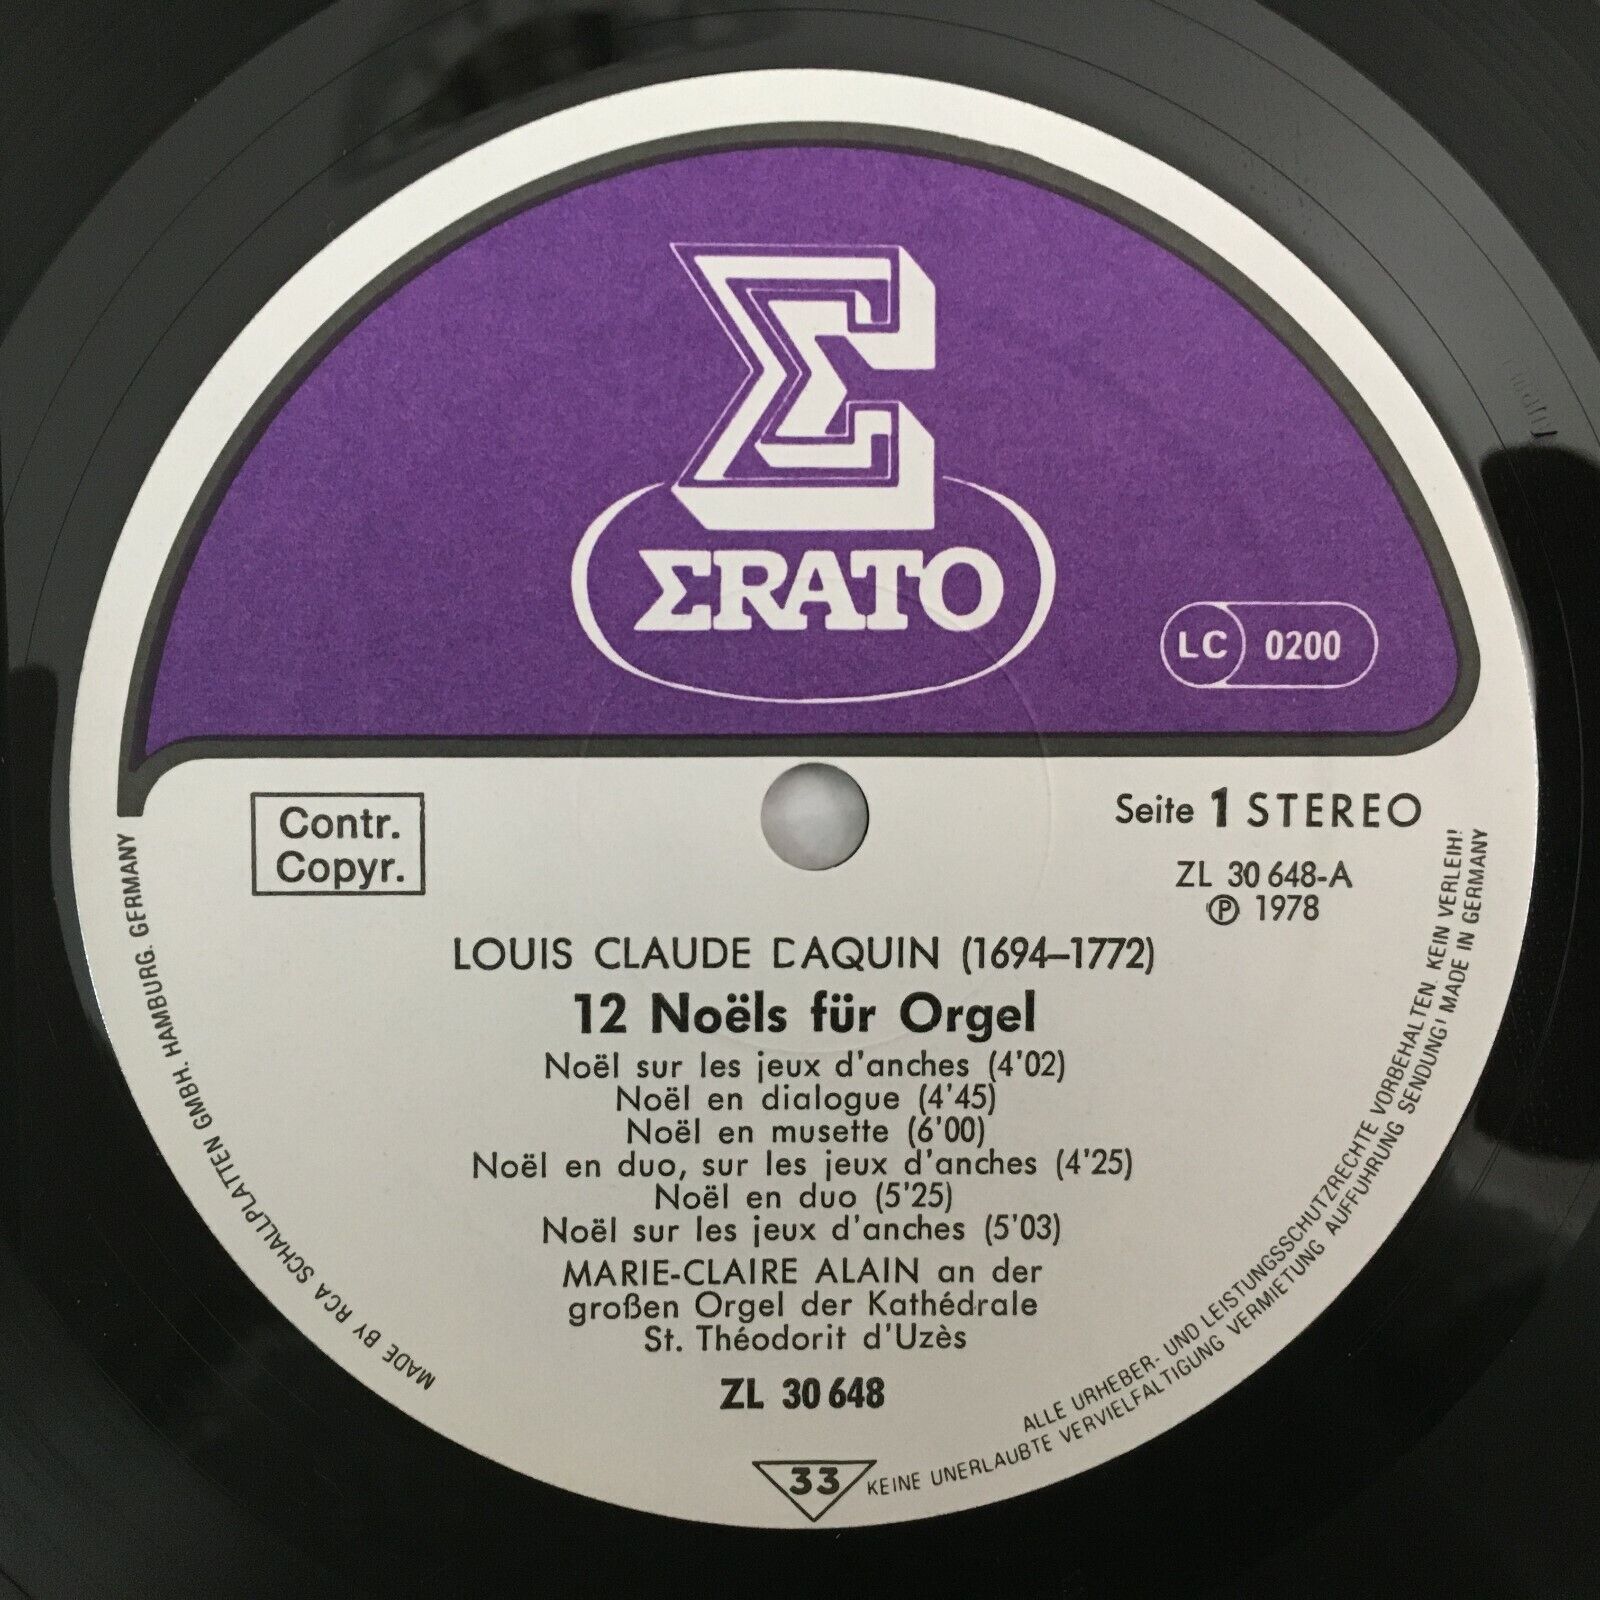 ΣRATO
LC 0200
Contr.
Copyr.
Seite 1 STEREO
ZL 30 648-A
℗ 1978
LOUIS CLAUDE DAQUIN (1694–1772)
12 Noëls für Orgel
Noël sur les jeux d'anches (4'02)
Noël en dialogue (4'45)
Noël en musette (6'00)
Noël en duo, sur les jeux d'anches (4'25)
Noël en duo (5'25)
Noël sur les jeux d'anches (5'03)
MARIE-CLAIRE ALAIN an der
großen Orgel der Kathédrale
St. Théodorit d'Uzès
ZL 30 648
33
MADE BY RCA SCHALLPLATTEN GMBH. HAMBURG. GERMANY
ALLE URHEBER- UND LEISTUNGSSCHUTZRECHTE VORBEHALTEN. KEIN VERLEIH!
KEINE UNERLAUBTE VERVIELFALTIGUNG VERMIETUNG AUFFUHRUNG SENDUNG! MADE IN GERMANY